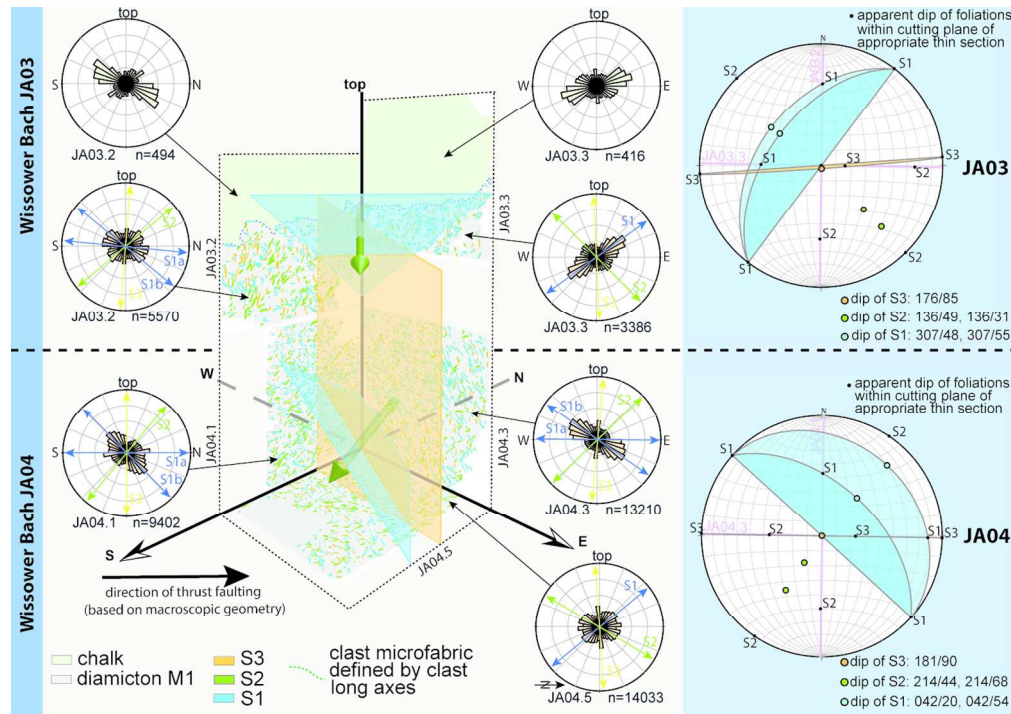 Wissower Bach JA03
top
S
N
JA03.2 n=494
top
S2
S
N
S1a
S1b
S3
JA03.2 n=5570
top
JA03.2
JA03.3
top
W
E
JA03.3 n=416
top
S1
W
E
S2
S3
JA03.3 n=3386
• apparent dip of foliations
within cutting plane of
appropriate thin section
N
S2
S1
S1
JA03.2
JA03.3
S1
S3
S3
S3
S2
S1
S2
S1
JA03
dip of S3: 176/85
dip of S2: 136/49, 136/31
dip of S1: 307/48, 307/55
Wissower Bach JA04
top
S2
S
N
S1a
S1b
S3
JA04.1 n=9402
W
N
JA04.1
JA04.3
S
E
JA04.5
top
S1b
S2
S1a
W
E
S3
JA04.3 n=13210
top
S1
S2
S3
N
JA04.5 n=14033
direction of thrust faulting
(based on macroscopic geometry)
chalk
diamicton M1
S3
S2
S1
clast microfabric
defined by clast
long axes
• apparent dip of foliations
within cutting plane of
appropriate thin section
N
S2
S1
S1
S3
JA04.3
S3
S1
S3
S2
S1
S2
JA04
dip of S3: 181/90
dip of S2: 214/44, 214/68
dip of S1: 042/20, 042/54